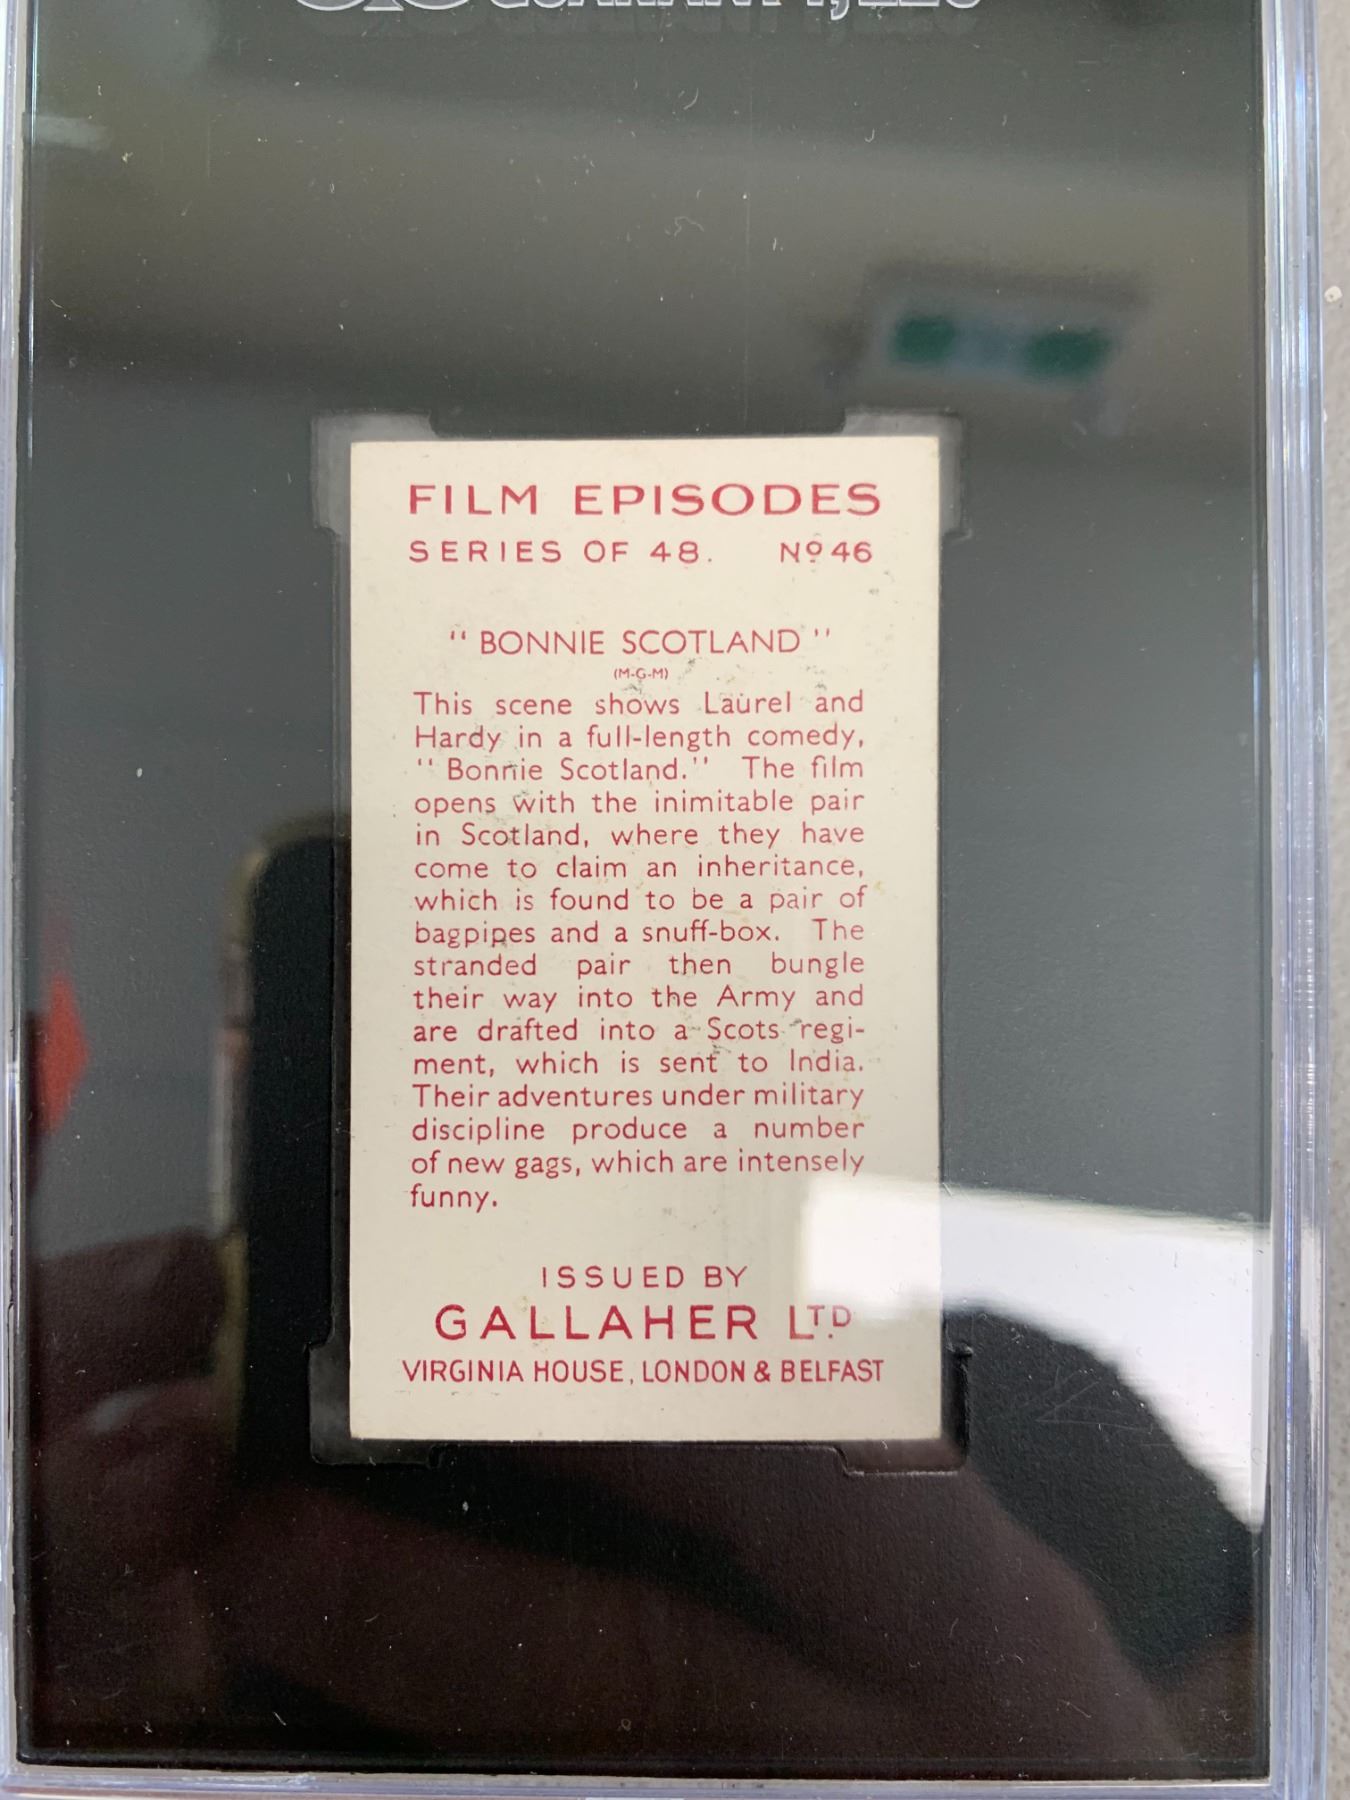 GUARANTY, LLC
FILM EPISODES
SERIES OF 48. Nº 46
" BONNIE SCOTLAND "
(M-G-M)
This scene shows Laurel and
Hardy in a full-length comedy,
" Bonnie Scotland." The film
opens with the inimitable pair
in Scotland, where they have
come to claim an inheritance,
which is found to be a pair of
bagpipes and a snuff-box. The
stranded pair then bungle
their way into the Army and
are drafted into a Scots regi-
ment, which is sent to India.
Their adventures under military
discipline produce a number
of new gags, which are intensely
funny.
ISSUED BY
GALLAHER LTD.
VIRGINIA HOUSE, LONDON & BELFAST